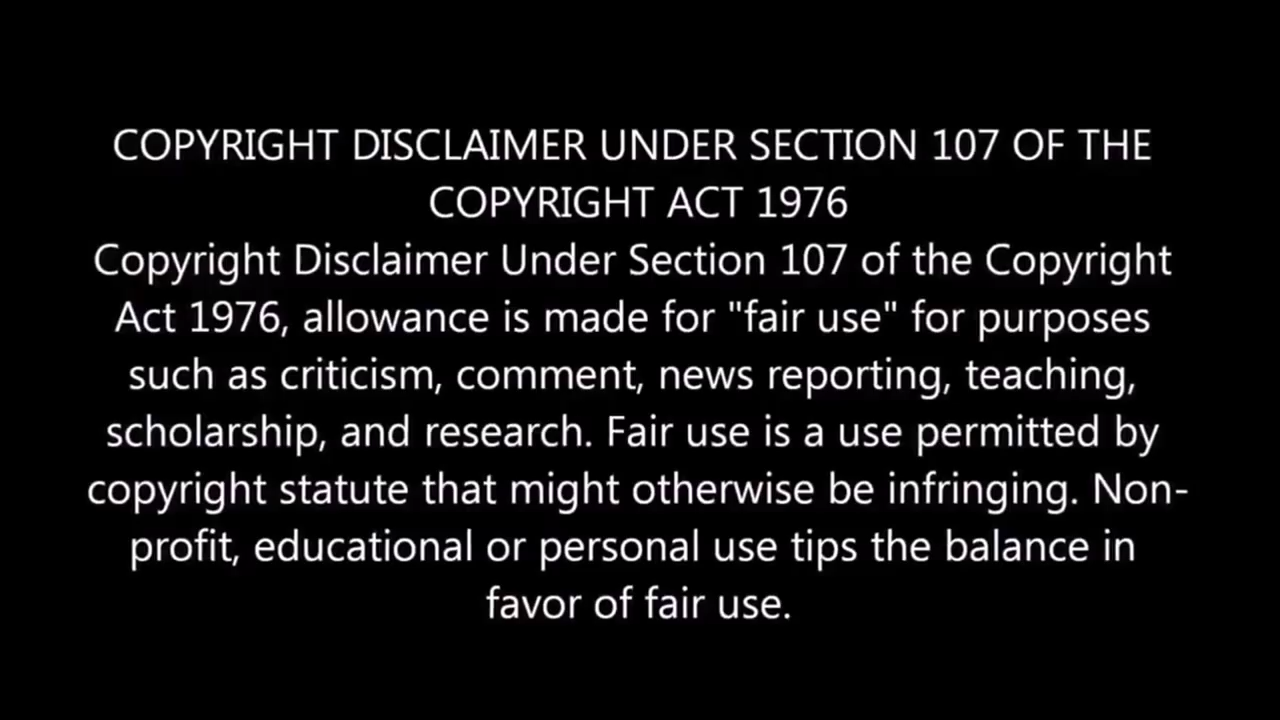 COPYRIGHT DISCLAIMER UNDER SECTION 107 OF THE
COPYRIGHT ACT 1976
Copyright Disclaimer Under Section 107 of the Copyright
Act 1976, allowance is made for "fair use" for purposes
such as criticism, comment, news reporting, teaching,
scholarship, and research. Fair use is a use permitted by
copyright statute that might otherwise be infringing. Non-
profit, educational or personal use tips the balance in
favor of fair use.